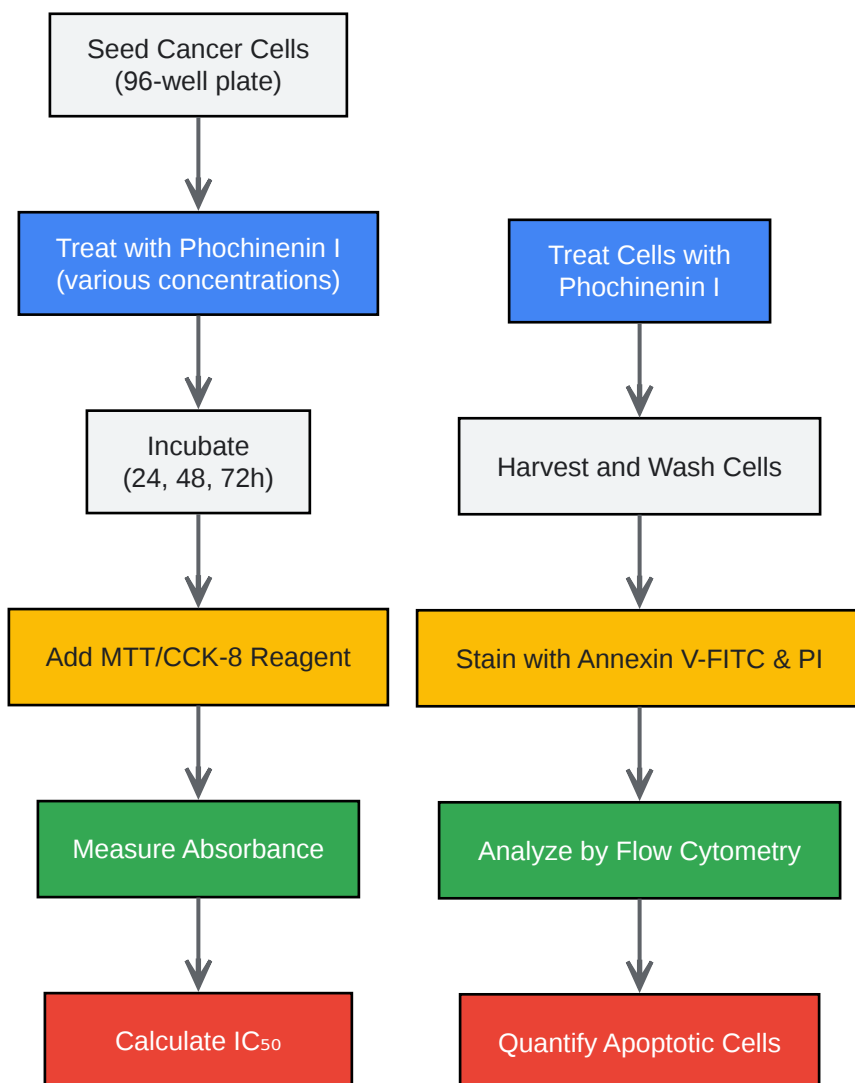 Seed Cancer Cells
(96-well plate)
Treat with Phochinenin I
(various concentrations)
Incubate
(24, 48, 72h)
Add MTT/CCK-8 Reagent
Measure Absorbance
Calculate IC₅₀
Treat Cells with
Phochinenin I
Harvest and Wash Cells
Stain with Annexin V-FITC & PI
Analyze by Flow Cytometry
Quantify Apoptotic Cells